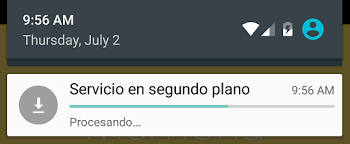 9:56 AM
Thursday, July 2
Servicio en segundo plano 9:56 AM
Procesando...